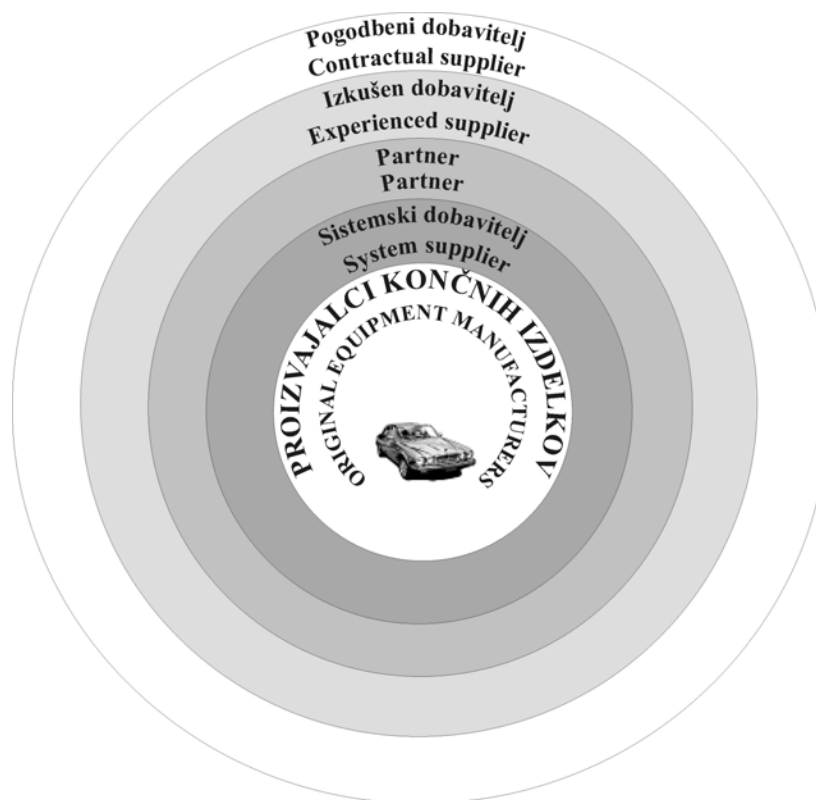 Pogodbeni dobavitelj
Contractual supplier
Izkušen dobavitelj
Experienced supplier
Partner
Partner
Sistemski dobavitelj
System supplier
PROIZVAJALCI KONČNIH IZDELKOV
ORIGINAL EQUIPMENT MANUFACTURERS